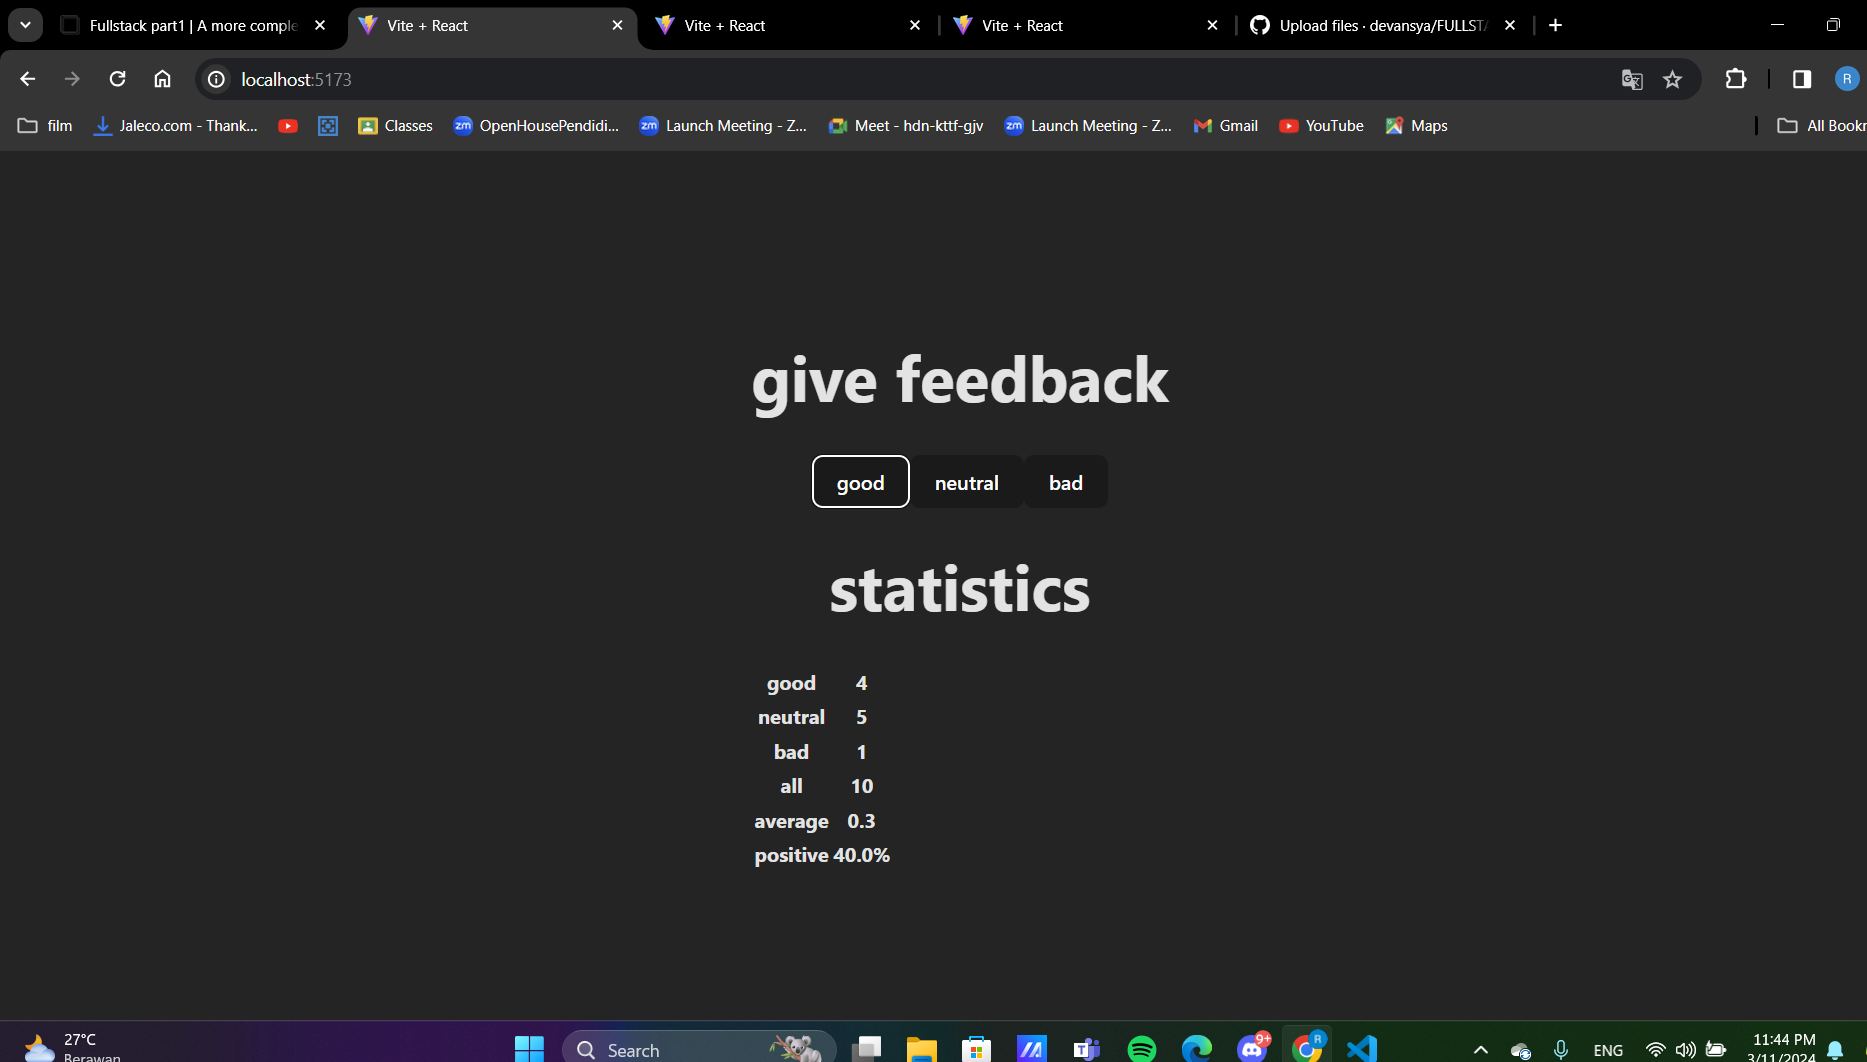 Fullstack part1 | A more comple
Vite + React
Vite + React
Vite + React
Upload files · devansya/FULLST
localhost:5173
R
film
Jaleco.com - Thank...
Classes
zm OpenHousePendidi...
zm Launch Meeting - Z...
Meet - hdn-kttf-gjv
zm Launch Meeting - Z...
Gmail
YouTube
Maps
All Bookr
give feedback
good neutral bad
statistics
good 4
neutral 5
bad 1
all 10
average 0.3
positive 40.0%
27°C
Berawan
Search
9+
R
ENG
11:44 PM
3/11/2024